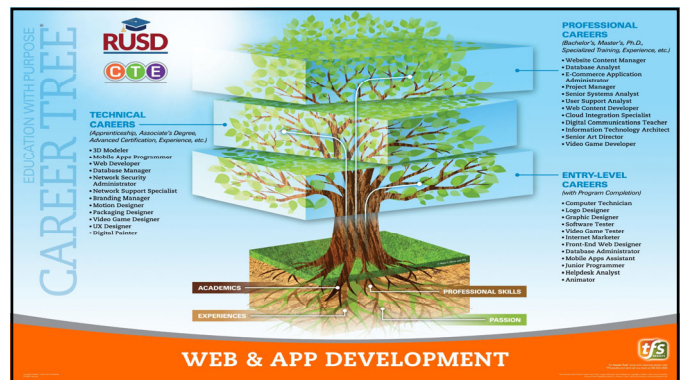 EDUCATION WITH PURPOSE
CAREER TREE®
RUSD
CTE
TECHNICAL
CAREERS
(Apprenticeship, Associate's Degree,
Advanced Certification, Experience, etc.)
• 3D Modeler
• Mobile Apps Programmer
• Web Developer
• Database Manager
• Network Security
Administrator
• Network Support Specialist
• Branding Manager
• Motion Designer
• Packaging Designer
• Video Game Designer
• UX Designer
• Digital Painter
PROFESSIONAL
CAREERS
(Bachelor's, Master's, Ph.D.,
Specialized Training, Experience, etc.)
• Website Content Manager
• Database Analyst
• E-Commerce Application
Administrator
• Project Manager
• Senior Systems Analyst
• User Support Analyst
• Web Content Developer
• Cloud Integration Specialist
• Digital Communications Teacher
• Information Technology Architect
• Senior Art Director
• Video Game Developer
ENTRY-LEVEL
CAREERS
(with Program Completion)
• Computer Technician
• Logo Designer
• Graphic Designer
• Software Tester
• Video Game Tester
• Internet Marketer
• Front-End Web Designer
• Database Administrator
• Mobile Apps Assistant
• Junior Programmer
• Helpdesk Analyst
• Animator
ACADEMICS
PROFESSIONAL SKILLS
EXPERIENCES
PASSION
WEB & APP DEVELOPMENT
tfs